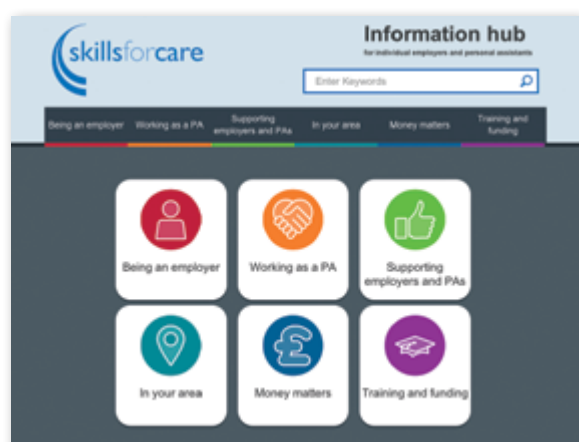 skillsforcare
Information hub
for individual employers and personal assistants
Enter Keywords
Being an employer
Working as a PA
Supporting
employers and PAs
In your area
Money matters
Training and
funding
Being an employer
Working as a PA
Supporting
employers and PAs
In your area
Money matters
Training and funding